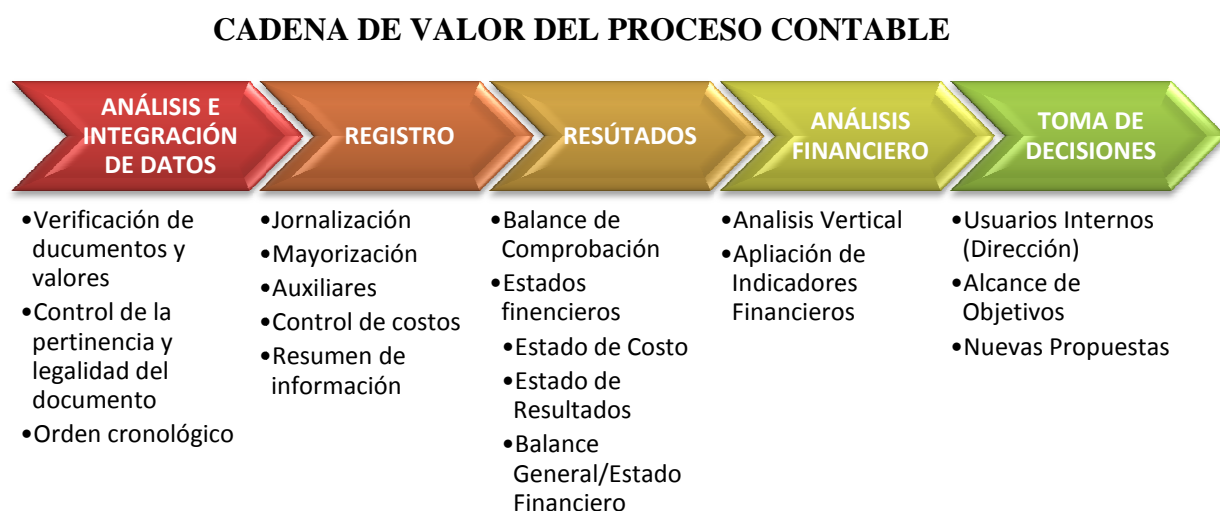 CADENA DE VALOR DEL PROCESO CONTABLE
ANÁLISIS E
INTEGRACIÓN
DE DATOS
•Verificación de
ducumentos y
valores
•Control de la
pertinencia y
legalidad del
documento
•Orden cronológico
REGISTRO
•Jornalización
•Mayorización
•Auxiliares
•Control de costos
•Resumen de
información
RESÚTADOS
•Balance de
Comprobación
•Estados
finencieros
•Estado de Costo
•Estado de
Resultados
•Balance
General/Estado
Financiero
ANÁLISIS
FINANCIERO
•Analisis Vertical
•Apliación de
Indicadores
Financieros
TOMA DE
DECISIONES
•Usuarios Internos
(Dirección)
•Alcance de
Objetivos
•Nuevas Propuestas